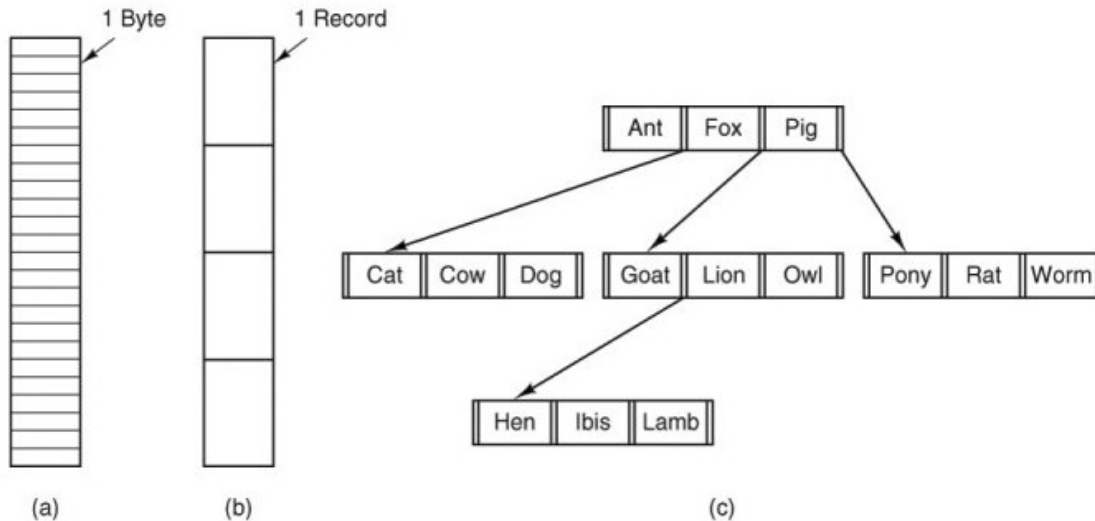 1 Byte
1 Record
Ant Fox Pig
Cat Cow Dog
Goat Lion Owl
Pony Rat Worm
Hen Ibis Lamb
(a)
(b)
(c)